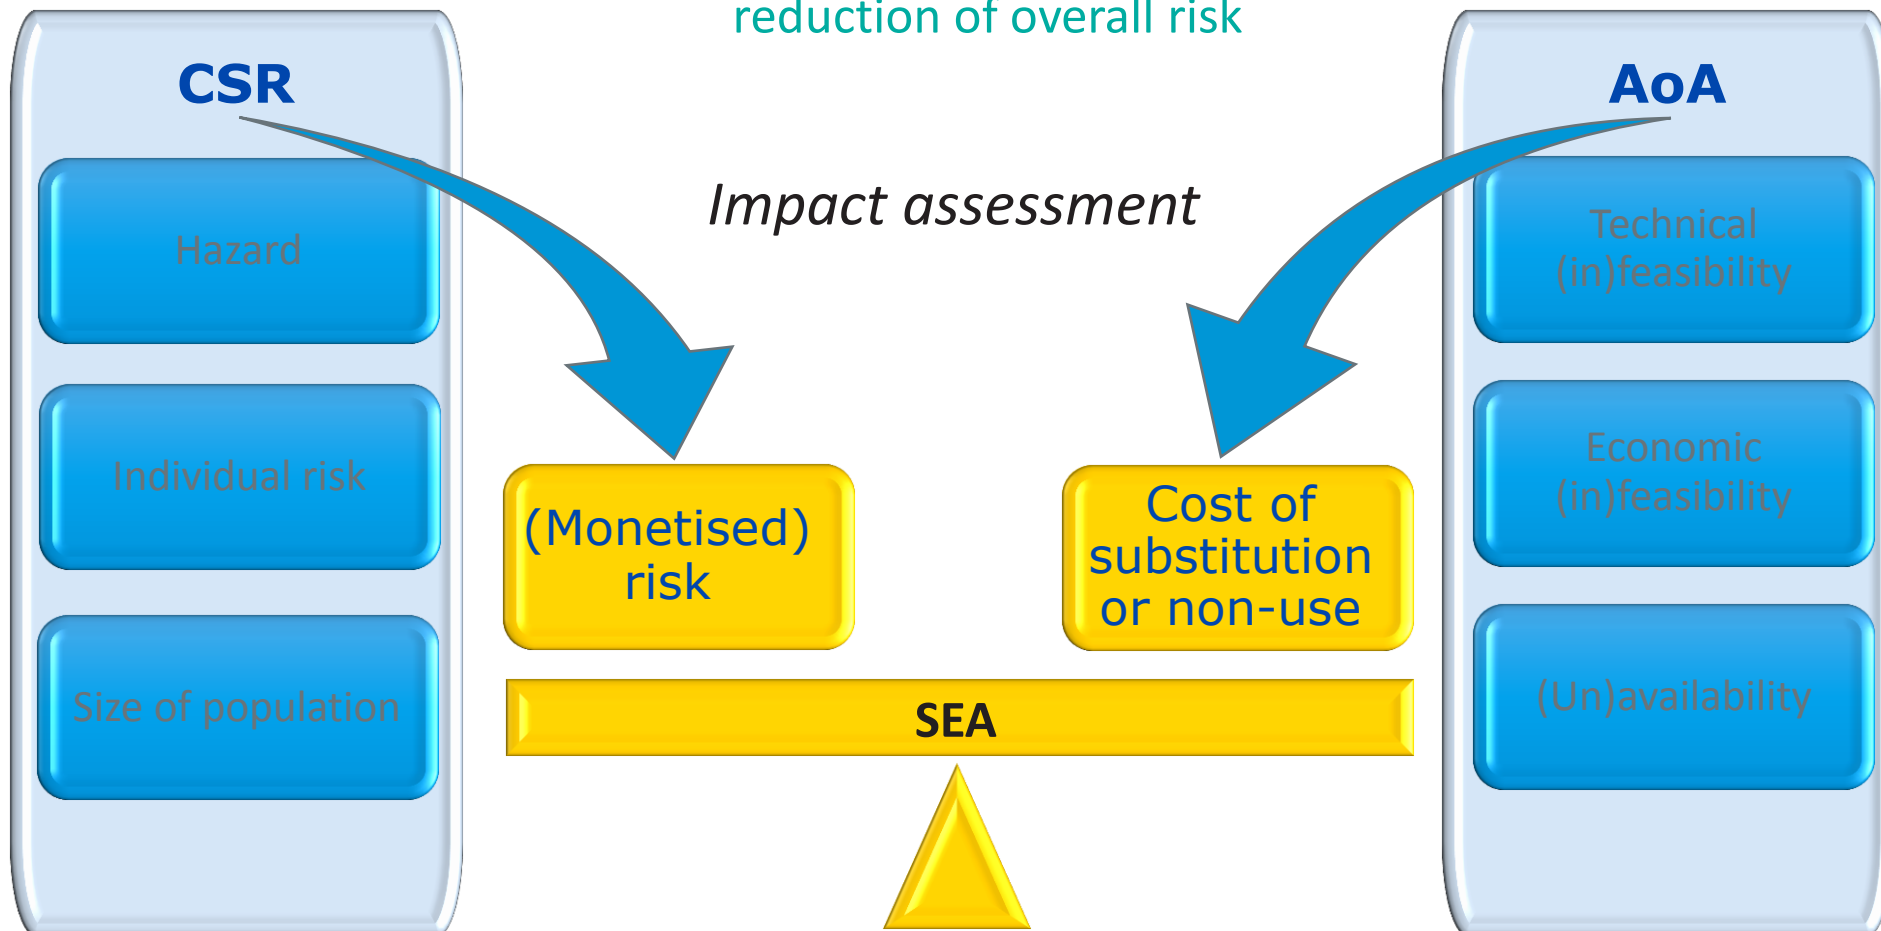 reduction of overall risk
CSR
Hazard
Individual risk
Size of population
Impact assessment
(Monetised)
risk
Cost of
substitution
or non-use
SEA
AoA
Technical
(in)feasibility
Economic
(in)feasibility
(Un)availability